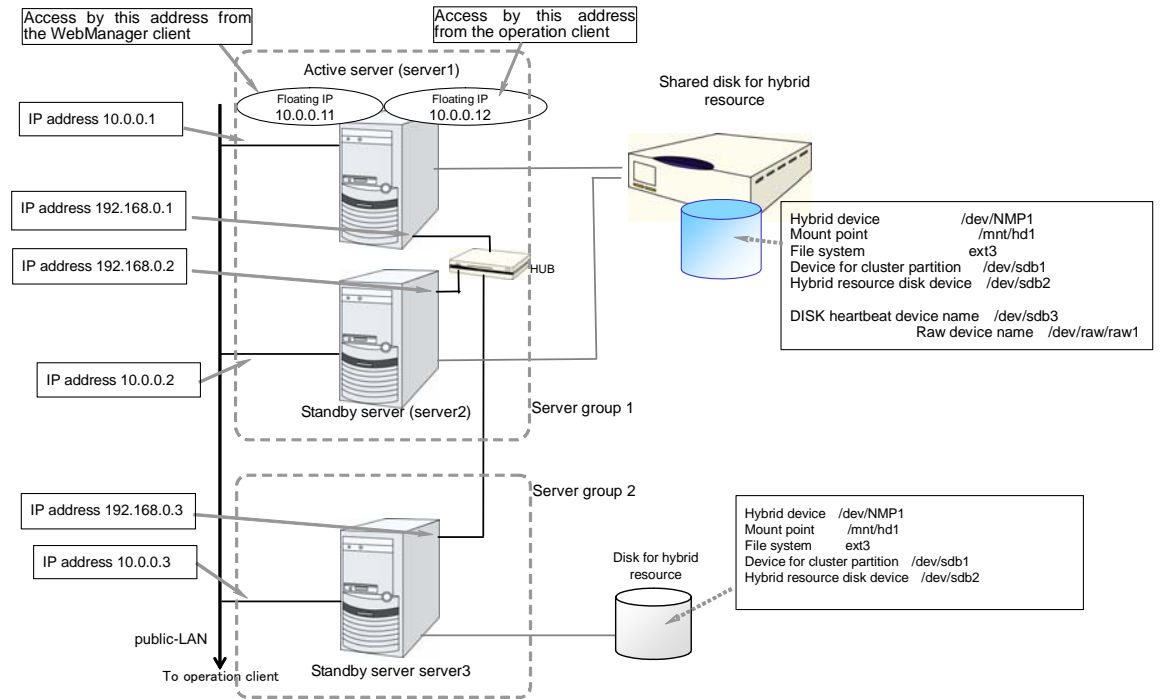 Access by this address from
the WebManager client
Access by this address
from the operation client
Active server (server1)
Floating IP
10.0.0.11
Floating IP
10.0.0.12
Shared disk for hybrid
resource
IP address 10.0.0.1
IP address 192.168.0.1
IP address 192.168.0.2
HUB
Hybrid device /dev/NMP1
Mount point /mnt/hd1
File system ext3
Device for cluster partition /dev/sdb1
Hybrid resource disk device /dev/sdb2
DISK heartbeat device name /dev/sdb3
Raw device name /dev/raw/raw1
IP address 10.0.0.2
Standby server (server2)
Server group 1
Server group 2
IP address 192.168.0.3
IP address 10.0.0.3
Hybrid device /dev/NMP1
Mount point /mnt/hd1
File system ext3
Device for cluster partition /dev/sdb1
Hybrid resource disk device /dev/sdb2
Disk for hybrid
resource
public-LAN
To operation client
Standby server server3